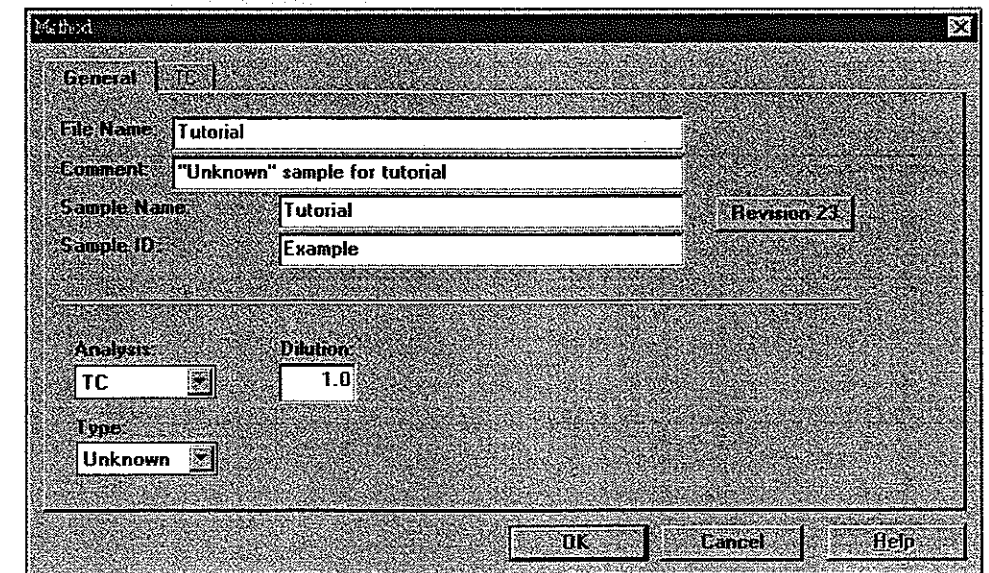 Method
General TC
File Name: Tutorial
Comment: "Unknown" sample for tutorial
Sample Name: Tutorial
Revision 23
Sample ID: Example
Analysis: Dilution:
TC 1.0
Type:
Unknown
OK Cancel Help